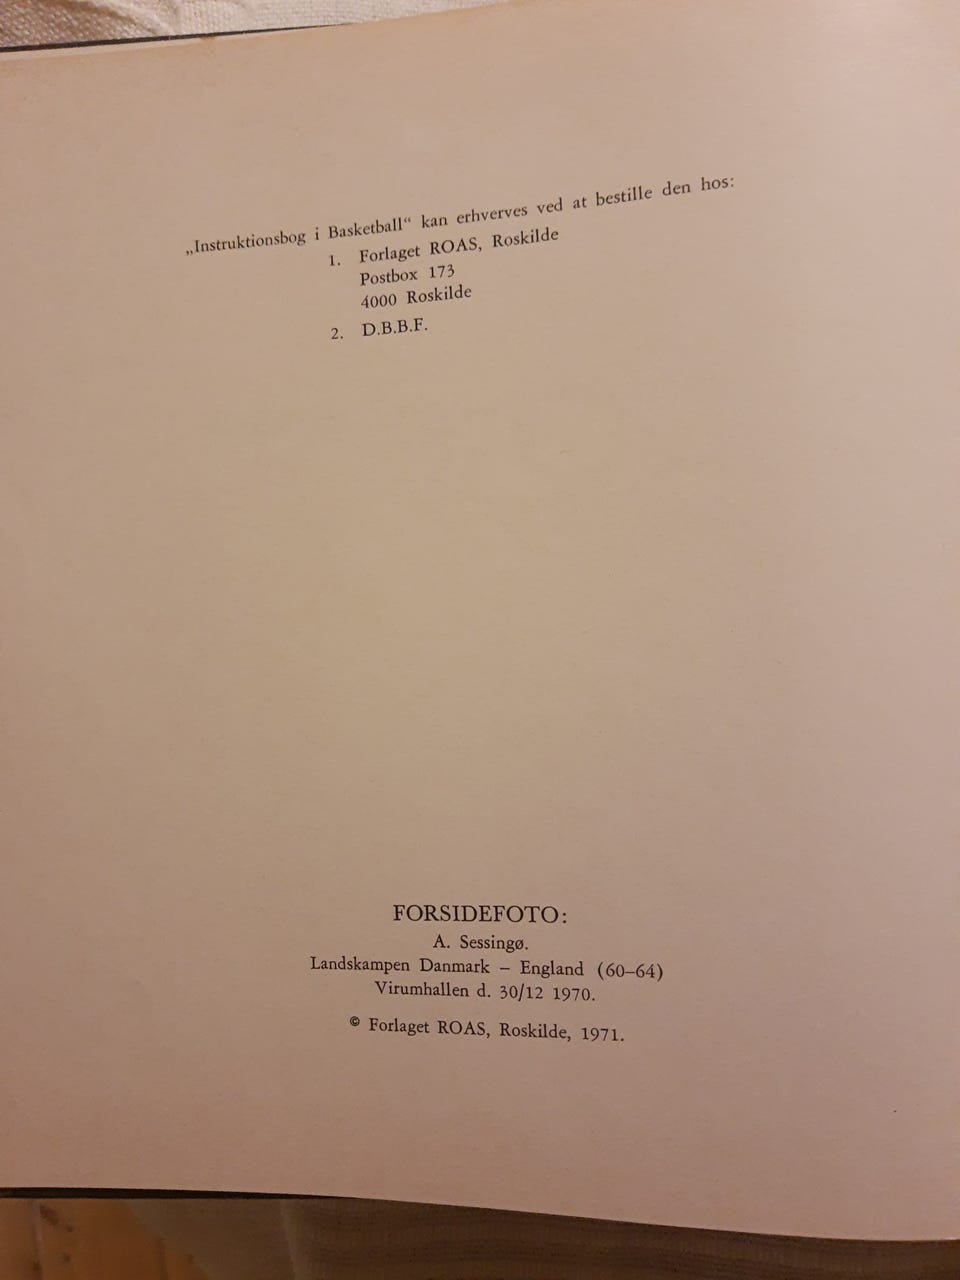 „Instruktionsbog i Basketball“ kan erhverves ved at bestille den hos:
1. Forlaget ROAS, Roskilde
Postbox 173
4000 Roskilde
2. D.B.B.F.
FORSIDEFOTO:
A. Sessingø.
Landskampen Danmark – England (60–64)
Virumhallen d. 30/12 1970.
© Forlaget ROAS, Roskilde, 1971.